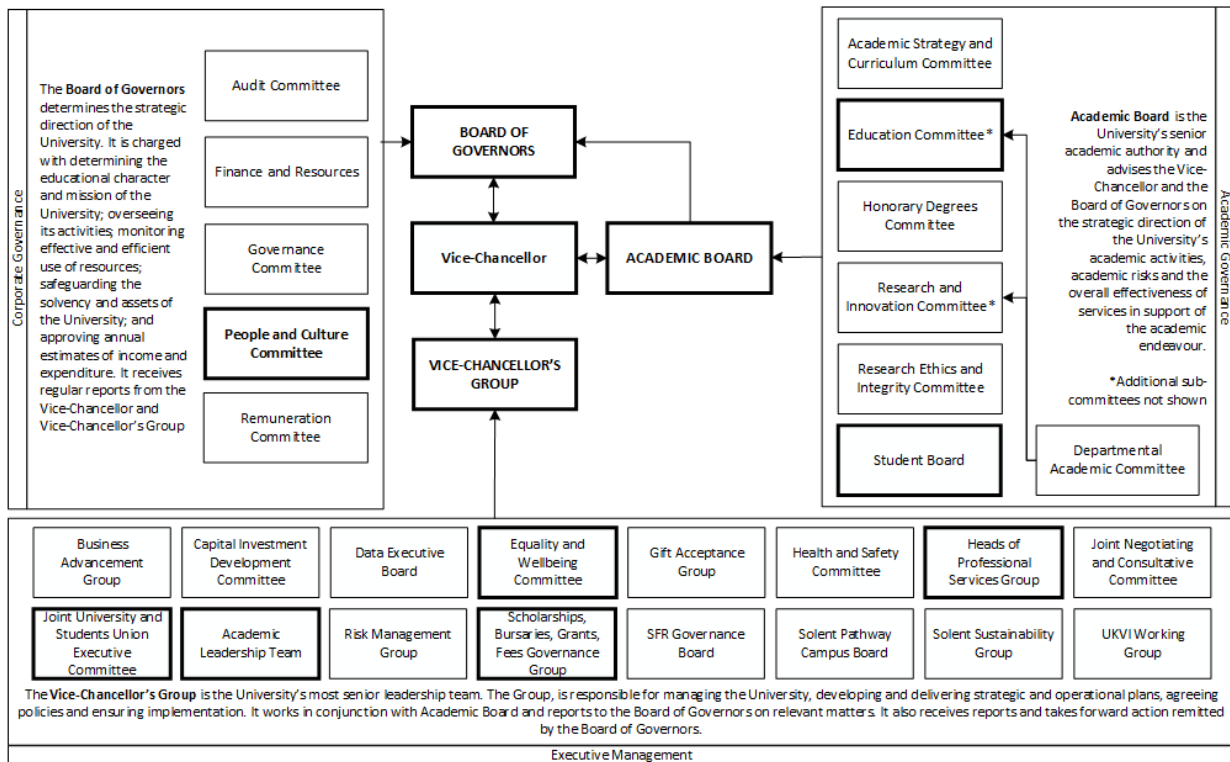 Corporate Governance
The Board of Governors
determines the strategic
direction of the
University. It is charged
with determining the
educational character
and mission of the
University; overseeing
its activities; monitoring
effective and efficient
use of resources;
safeguarding the
solvency and assets of
the University; and
approving annual
estimates of income and
expenditure. It receives
regular reports from the
Vice-Chancellor and
Vice-Chancellor's Group
Audit Committee
Finance and Resources
Governance
Committee
People and Culture
Committee
Remuneration
Committee
BOARD OF
GOVERNORS
Vice-Chancellor
ACADEMIC BOARD
VICE-CHANCELLOR'S
GROUP
Academic Strategy and
Curriculum Committee
Education Committee*
Honorary Degrees
Committee
Research and
Innovation Committee*
Research Ethics and
Integrity Committee
Student Board
Academic Board is the
University's senior
academic authority and
advises the Vice-
Chancellor and the
Board of Governors on
the strategic direction of
the University's
academic activities,
academic risks and the
overall effectiveness of
services in support of
the academic
endeavour.
*Additional sub-
committees not shown
Departmental
Academic Committee
Academic Governance
Business
Advancement
Group
Capital Investment
Development
Committee
Data Executive
Board
Equality and
Wellbeing
Committee
Gift Acceptance
Group
Health and Safety
Committee
Heads of
Professional
Services Group
Joint Negotiating
and Consultative
Committee
Joint University and
Students Union
Executive
Committee
Academic
Leadership Team
Risk Management
Group
Scholarships,
Bursaries, Grants,
Fees Governance
Group
SFR Governance
Board
Solent Pathway
Campus Board
Solent Sustainability
Group
UKVI Working
Group
The Vice-Chancellor's Group is the University's most senior leadership team. The Group, is responsible for managing the University, developing and delivering strategic and operational plans, agreeing
policies and ensuring implementation. It works in conjunction with Academic Board and reports to the Board of Governors on relevant matters. It also receives reports and takes forward action remitted
by the Board of Governors.
Executive Management